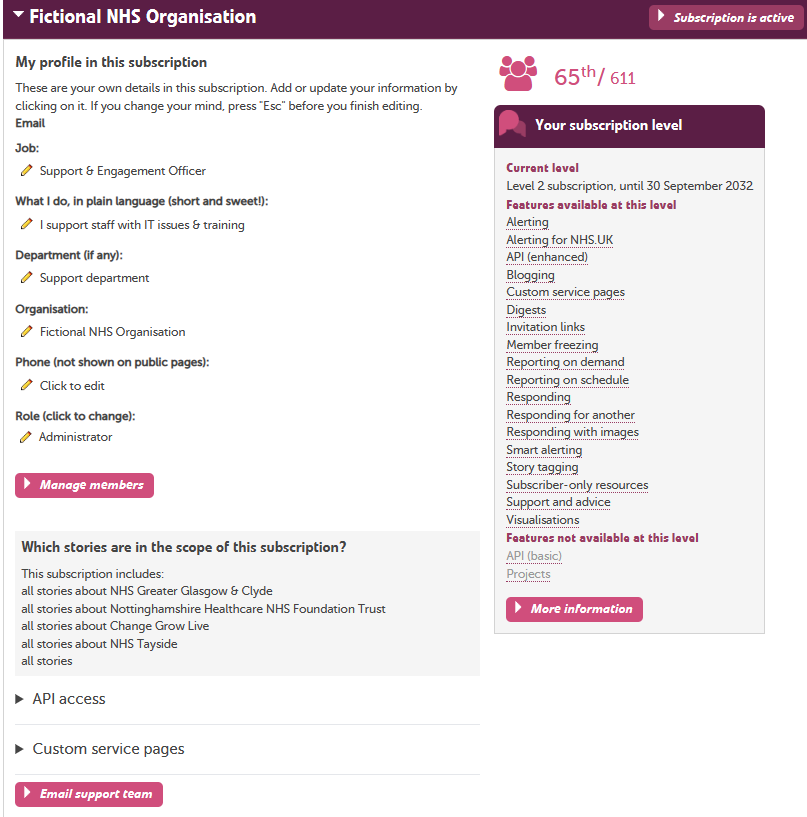 Fictional NHS Organisation
Subscription is active
My profile in this subscription
These are your own details in this subscription. Add or update your information by
clicking on it. If you change your mind, press "Esc" before you finish editing.
Email
Job:
Support & Engagement Officer
What I do, in plain language (short and sweet!):
I support staff with IT issues & training
Department (if any):
Support department
Organisation:
Fictional NHS Organisation
Phone (not shown on public pages):
Click to edit
Role (click to change):
Administrator
Manage members
Which stories are in the scope of this subscription?
This subscription includes:
all stories about NHS Greater Glasgow & Clyde
all stories about Nottinghamshire Healthcare NHS Foundation Trust
all stories about Change Grow Live
all stories about NHS Tayside
all stories
API access
Custom service pages
Email support team
65th/ 611
Your subscription level
Current level
Level 2 subscription, until 30 September 2032
Features available at this level
Alerting
Alerting for NHS.UK
API (enhanced)
Blogging
Custom service pages
Digests
Invitation links
Member freezing
Reporting on demand
Reporting on schedule
Responding
Responding for another
Responding with images
Smart alerting
Story tagging
Subscriber-only resources
Support and advice
Visualisations
Features not available at this level
API (basic)
Projects
More information